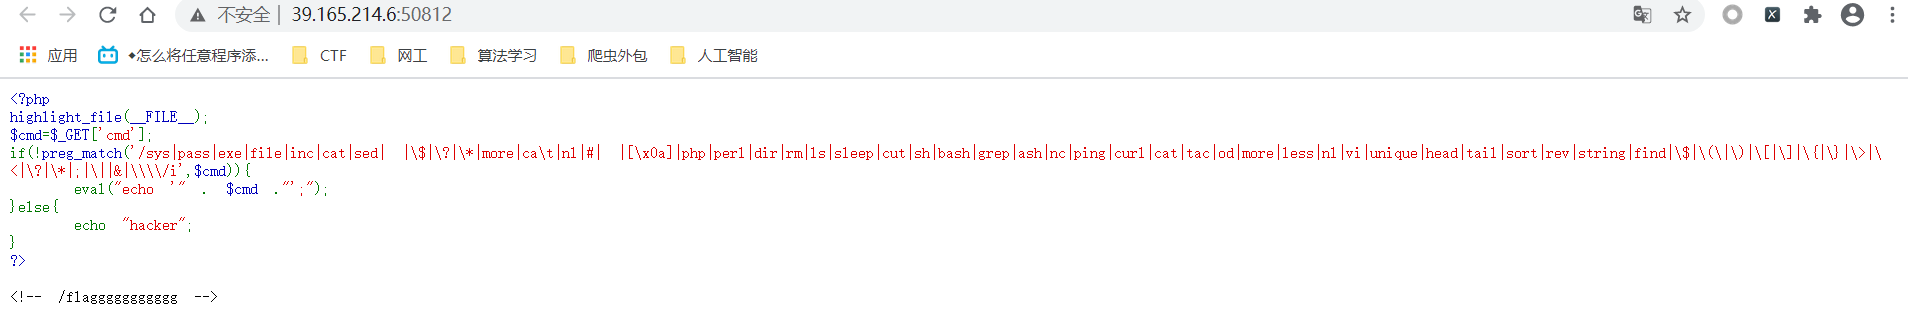 不安全 | 39.165.214.6:50812
应用 ◆怎么将任意程序添... CTF 网工 算法学习 爬虫外包 人工智能
<?php
highlight_file(__FILE__);
$cmd=$_GET['cmd'];
if(!preg_match('/sys|pass|exe|file|inc|cat|sed| |\$|\?|\*|more|ca\t|nl|#| |[\x0a]|php|perl|dir|rm|ls|sleep|cut|sh|bash|grep|ash|nc|ping|curl|cat|tac|od|more|less|nl|vi|unique|head|tail|sort|rev|string|find|\$|\(|\)|\[|\]|\{|\}|\>|\
<|\?|\*|;|\||&|\\\\/i',$cmd)){
eval("echo '" . $cmd ."';");
}else{
echo "hacker";
}
?>
<!-- /flaggggggggggg -->